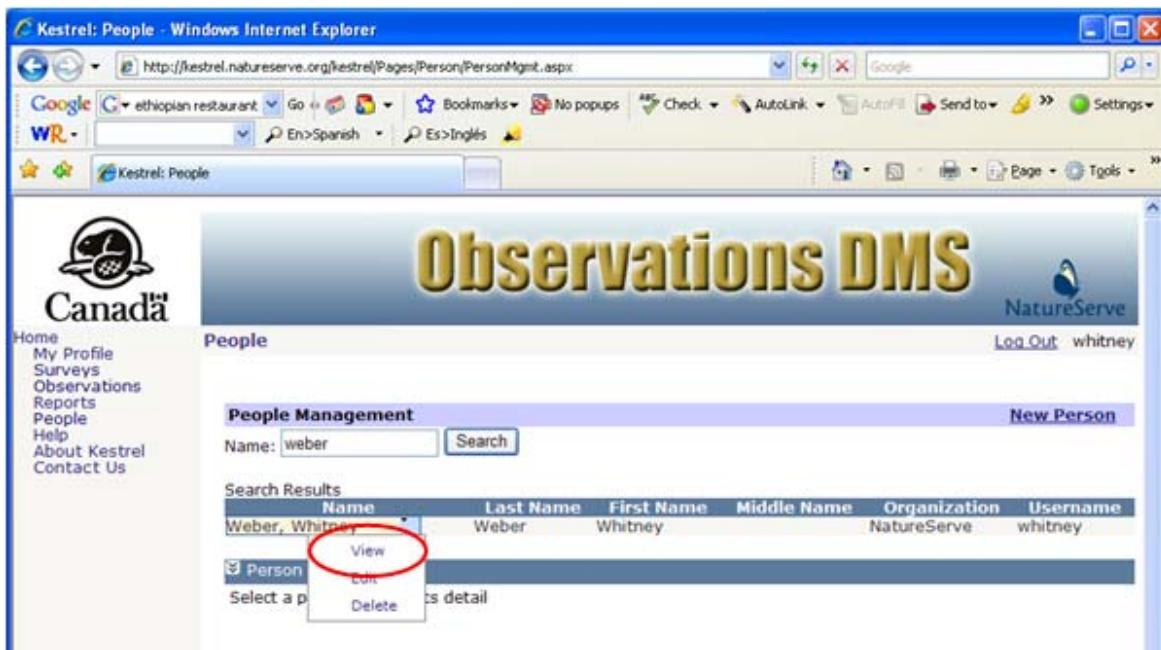 Kestrel: People - Windows Internet Explorer
http://kestrel.natureserve.org/kestrel/Pages/Person/PersonMgmt.aspx Google
Google G ethiopian restaurant Go Bookmarks No popups Check AutoLink AutoFill Send to Settings
WR. En>Spanish Es>Inglés
Kestrel: People Page Tools
Canada
Observations DMS
NatureServe
Home
My Profile
Surveys
Observations
Reports
People
Help
About Kestrel
Contact Us
People Log Out whitney
People Management New Person
Name: weber Search
Search Results
Name Last Name First Name Middle Name Organization Username
Weber, Whitney Weber Whitney NatureServe whitney
View
Person
Edit
Select a p
Delete
detail